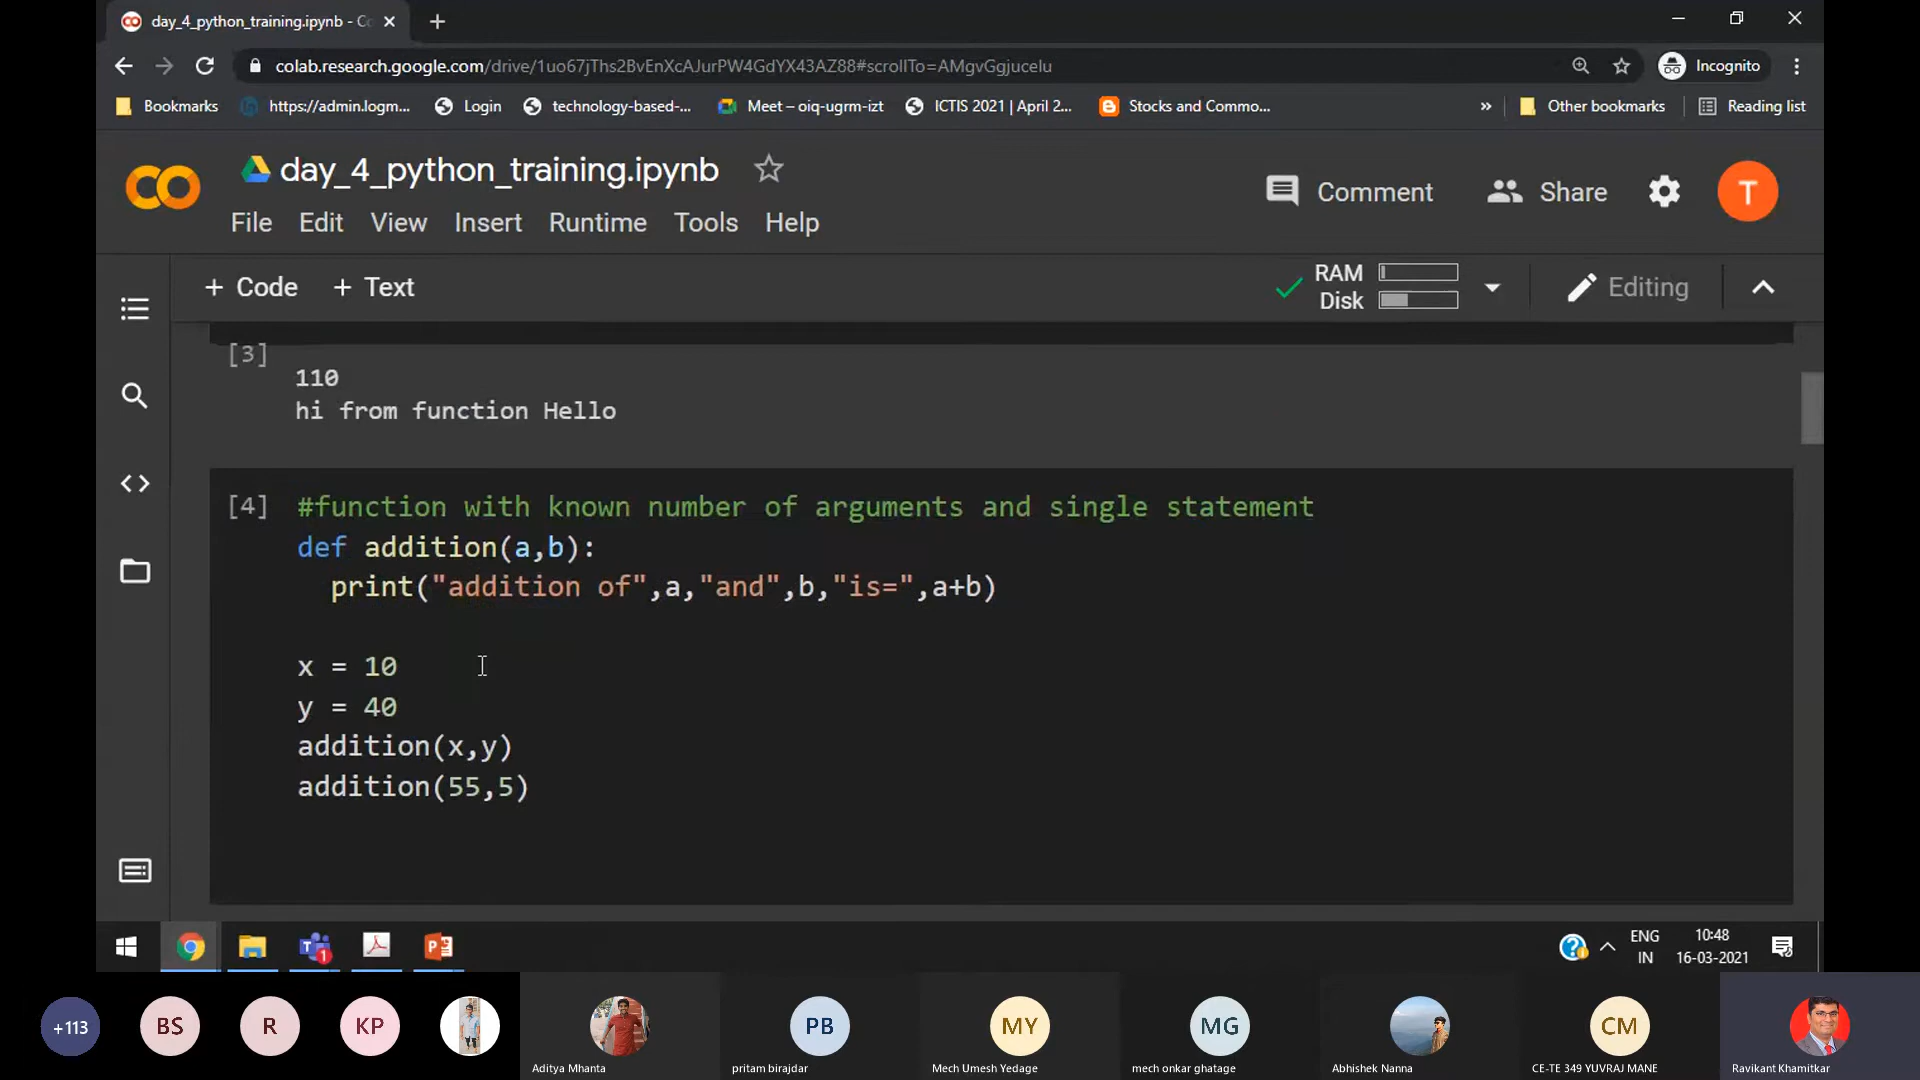 day_4_python_training.ipynb - Co
colab.research.google.com/drive/1uo67jThs2BvEnXcAJurPW4GdYX43AZ88#scrollTo=AMgvGgjucelu
Incognito
Bookmarks
https://admin.logm...
Login
technology-based-...
Meet – oiq-ugrm-izt
ICTIS 2021 | April 2...
Stocks and Commo...
»
Other bookmarks
Reading list
day_4_python_training.ipynb
Comment
Share
T
File Edit View Insert Runtime Tools Help
+ Code + Text
RAM
Disk
Editing
[3]
110
hi from function Hello
[4] #function with known number of arguments and single statement
def addition(a,b):
print("addition of",a,"and",b,"is=",a+b)
x = 10
y = 40
addition(x,y)
addition(55,5)
ENG
IN
10:48
16-03-2021
+113
BS
R
KP
Aditya Mhanta
PB
pritam birajdar
MY
Mech Umesh Yedage
MG
mech onkar ghatage
Abhishek Nanna
CM
CE-TE 349 YUVRAJ MANE
Ravikant Khamitkar